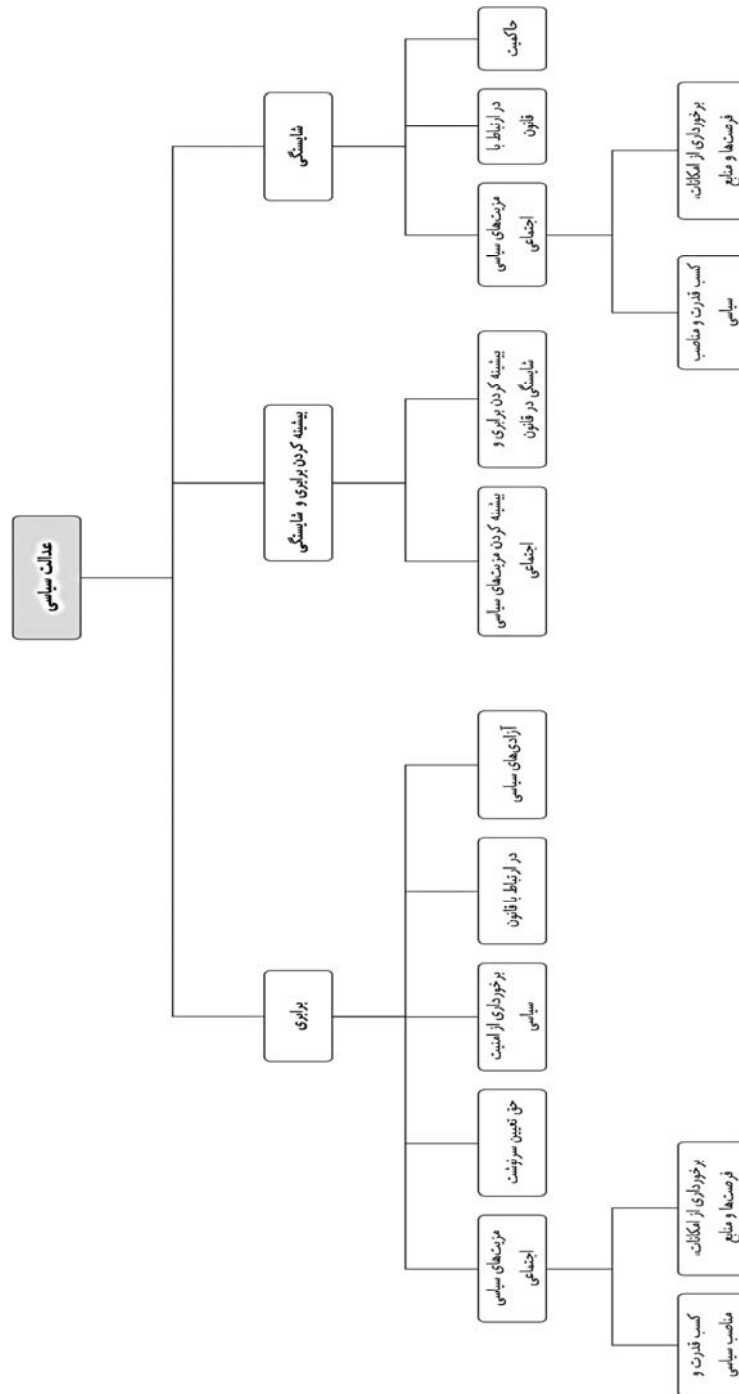 عدالت سیاسی
شایستگی
بیشینه کردن برابری و شایستگی
برابری
حاکمیت
در ارتباط با
قانون
مزیت‌های سیاسی
اجتماعی
بیشینه کردن برابری و
شایستگی در قانون
بیشینه کردن مزیت‌های سیاسی
اجتماعی
آزادی‌های سیاسی
در ارتباط با قانون
برخورداری از امنیت
سیاسی
حق تعیین سرنوشت
مزیت‌های سیاسی
اجتماعی
برخورداری از امکانات،
فرصت‌ها و منابع
کسب قدرت و مناصب
سیاسی
برخورداری از امکانات،
فرصت‌ها و منابع
کسب قدرت و
مناصب سیاسی